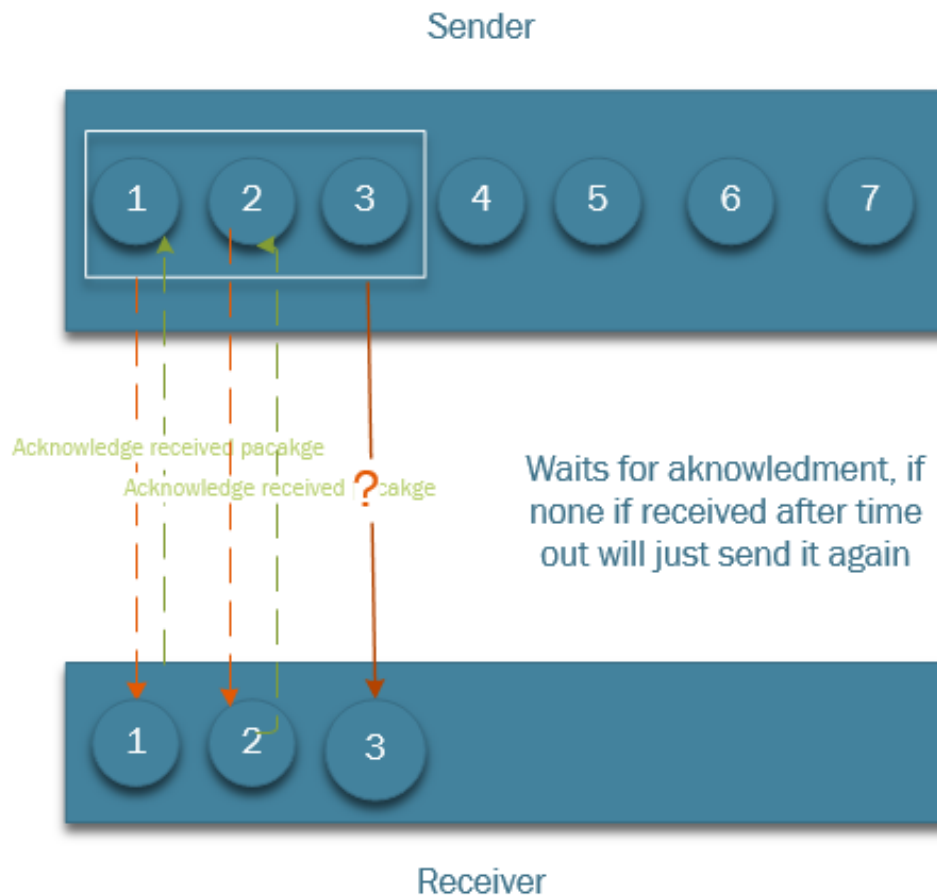 Sender
1 2 3 4 5 6 7
Acknowledge received pacakge
Acknowledge received ?cakge
Waits for aknowledment, if
none if received after time
out will just send it again
1 2 3
Receiver